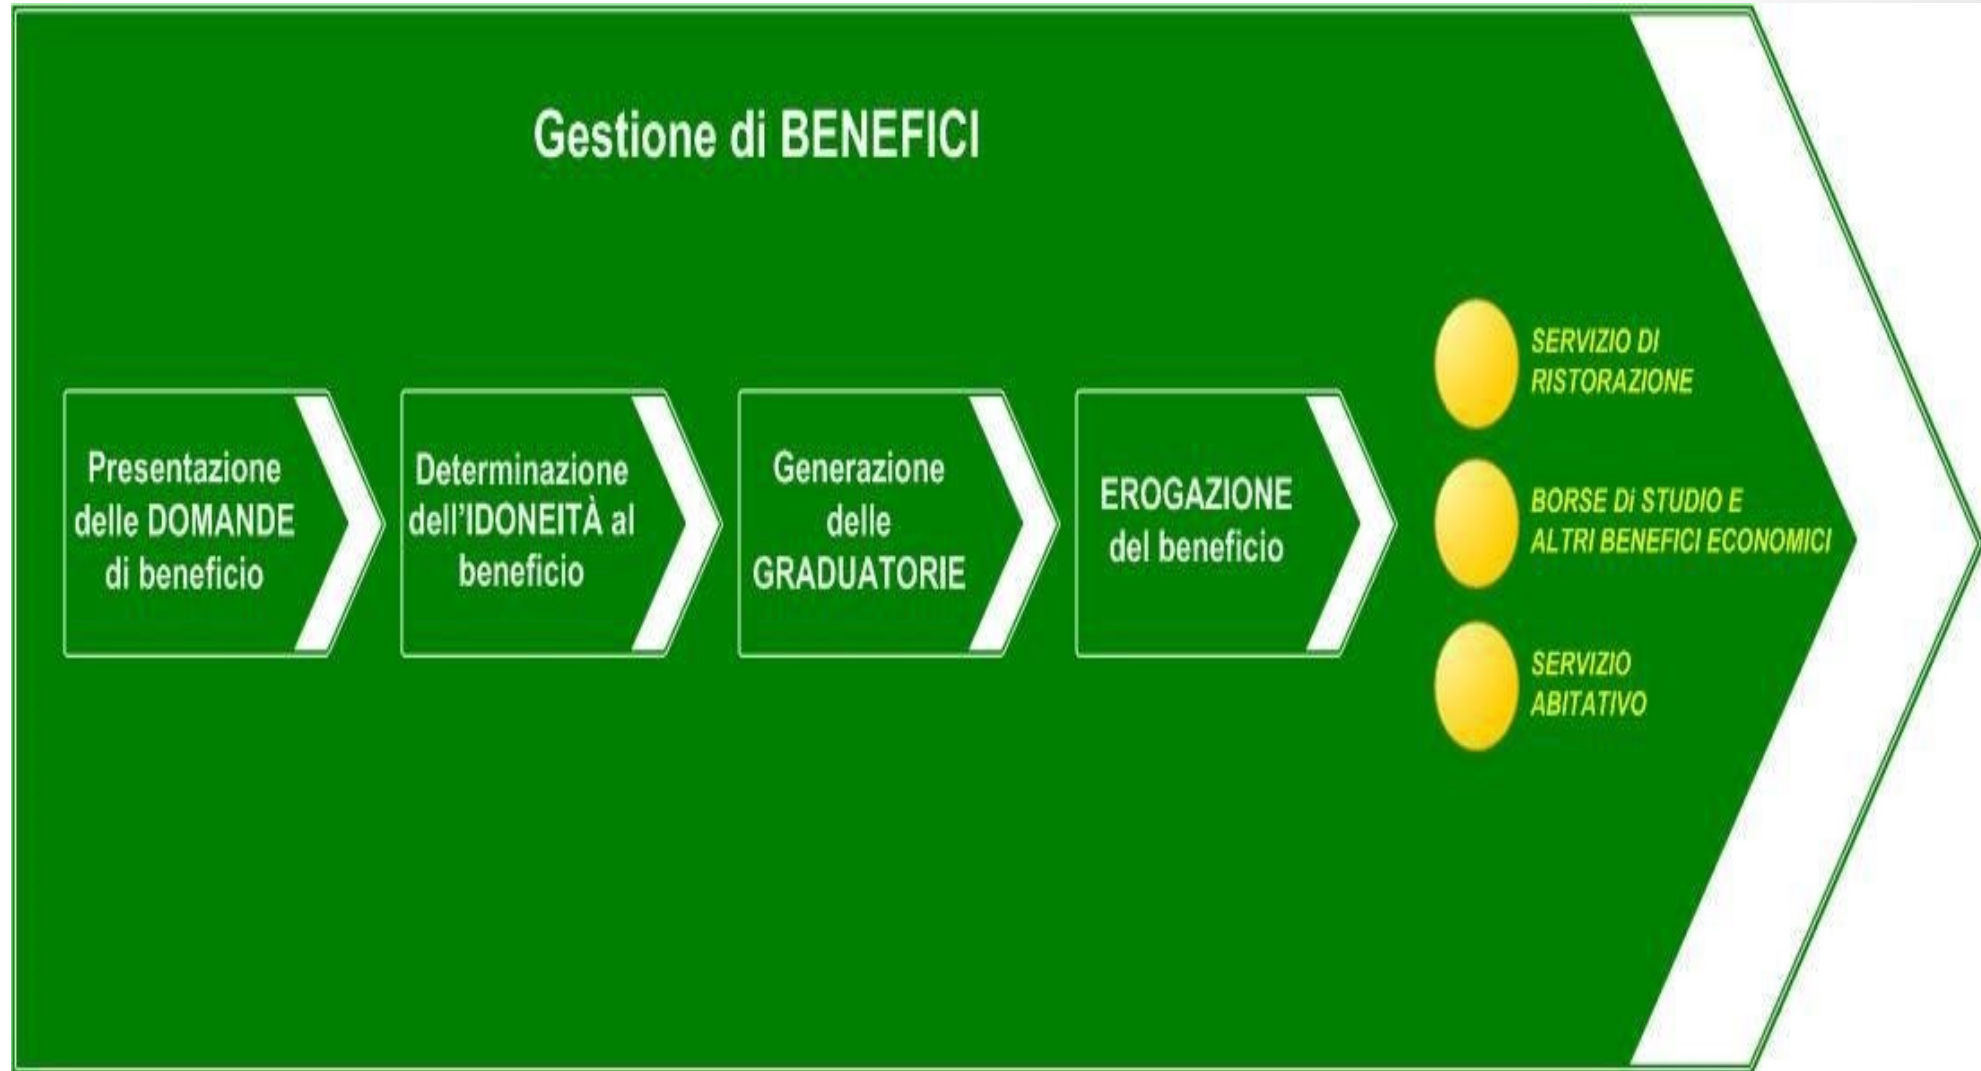 Gestione di BENEFICI
Presentazione
delle DOMANDE
di beneficio
Determinazione
dell'IDONEITÀ al
beneficio
Generazione
delle
GRADUATORIE
EROGAZIONE
del beneficio
SERVIZIO DI
RISTORAZIONE
BORSE Di STUDIO E
ALTRI BENEFICI ECONOMICI
SERVIZIO
ABITATIVO